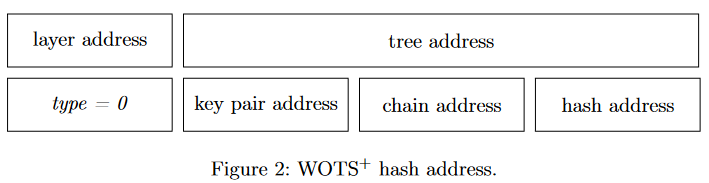 layer address tree address
type = 0 key pair address chain address hash address
Figure 2: WOTS+ hash address.